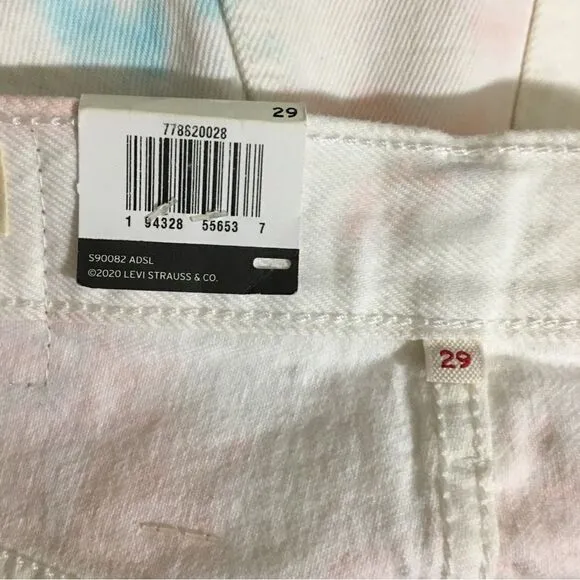 29
778620028
1 94328 55653 7
S90082 ADSL
©2020 LEVI STRAUSS & CO.
29